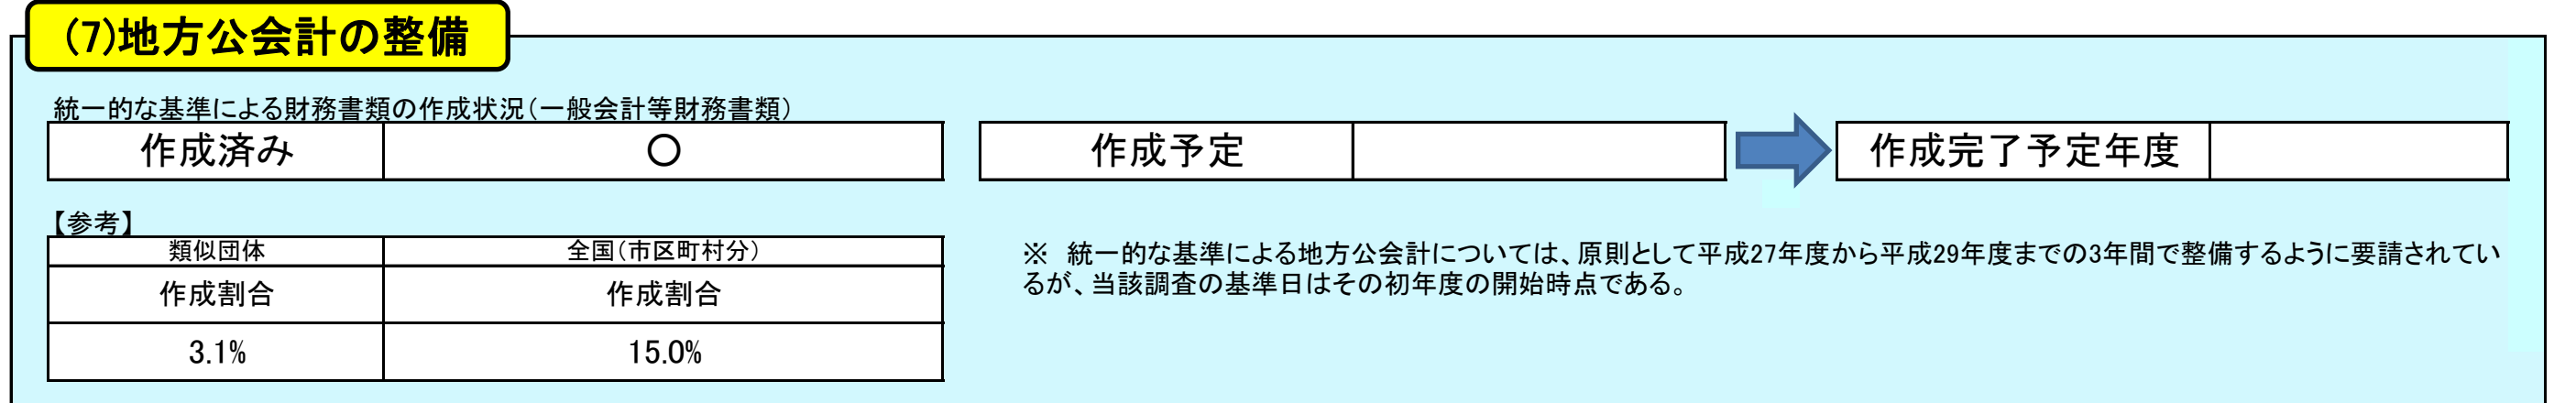 (7)地方公会計の整備
統一的な基準による財務書類の作成状況(一般会計等財務書類)
作成済み 〇 作成予定 作成完了予定年度
【参考】
類似団体 全国(市区町村分)
作成割合 作成割合
3.1% 15.0%
※ 統一的な基準による地方公会計については、原則として平成27年度から平成29年度までの3年間で整備するように要請されてい
るが、当該調査の基準日はその初年度の開始時点である。